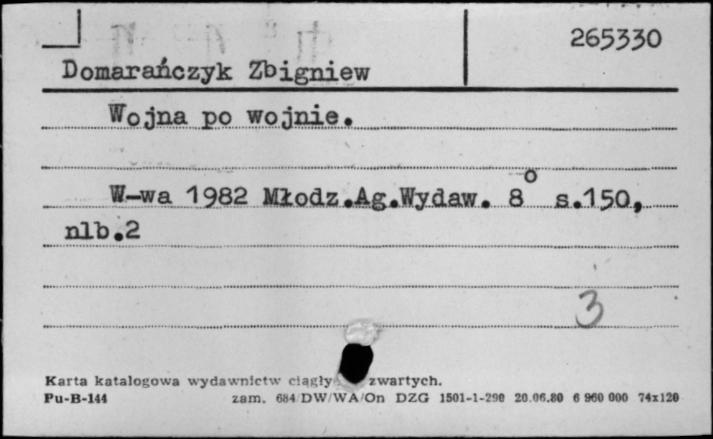 265330
Domarańczyk Zbigniew
Wojna po wojnie.
W-wa 1982 Młodz.Ag.Wydaw. 8° s.150,
nlb.2
3
Karta katalogowa wydawnictw ciągły zwartych.
Pu-B-144 zam. 684/DW/WA/On DZG 1501-1-290 20.06.80 6 960 000 74x120